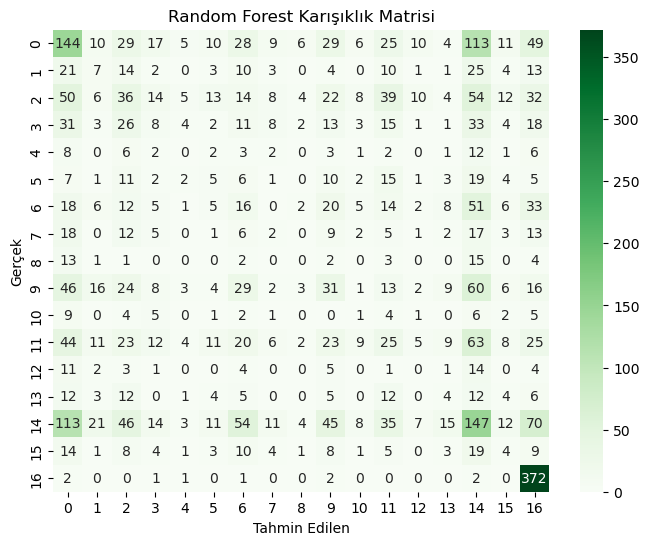 Random Forest Karışıklık Matrisi
0 144 10 29 17 5 10 28 9 6 29 6 25 10 4 113 11 49
1 21 7 14 2 0 3 10 3 0 4 0 10 1 1 25 4 13
2 50 6 36 14 5 13 14 8 4 22 8 39 10 4 54 12 32
3 31 3 26 8 4 2 11 8 2 13 3 15 1 1 33 4 18
4 8 0 6 2 0 2 3 2 0 3 1 2 0 1 12 1 6
5 7 1 11 2 2 5 6 1 0 10 2 15 1 3 19 4 5
6 18 6 12 5 1 5 16 0 2 20 5 14 2 8 51 6 33
7 18 0 12 5 0 1 6 2 0 9 2 5 1 2 17 3 13
8 13 1 1 0 0 0 2 0 0 2 0 3 0 0 15 0 4
9 46 16 24 8 3 4 29 2 3 31 1 13 2 9 60 6 16
10 9 0 4 5 0 1 2 1 0 0 1 4 1 0 6 2 5
11 44 11 23 12 4 11 20 6 2 23 9 25 5 9 63 8 25
12 11 2 3 1 0 0 4 0 0 5 0 1 0 1 14 0 4
13 12 3 12 0 1 4 5 0 0 5 0 12 0 4 12 4 6
14 113 21 46 14 3 11 54 11 4 45 8 35 7 15 147 12 70
15 14 1 8 4 1 3 10 4 1 8 1 5 0 3 19 4 9
16 2 0 0 1 1 0 1 0 0 2 0 0 0 0 2 0 372
0 1 2 3 4 5 6 7 8 9 10 11 12 13 14 15 16
Tahmin Edilen
Gerçek
350
300
250
200
150
100
50
0